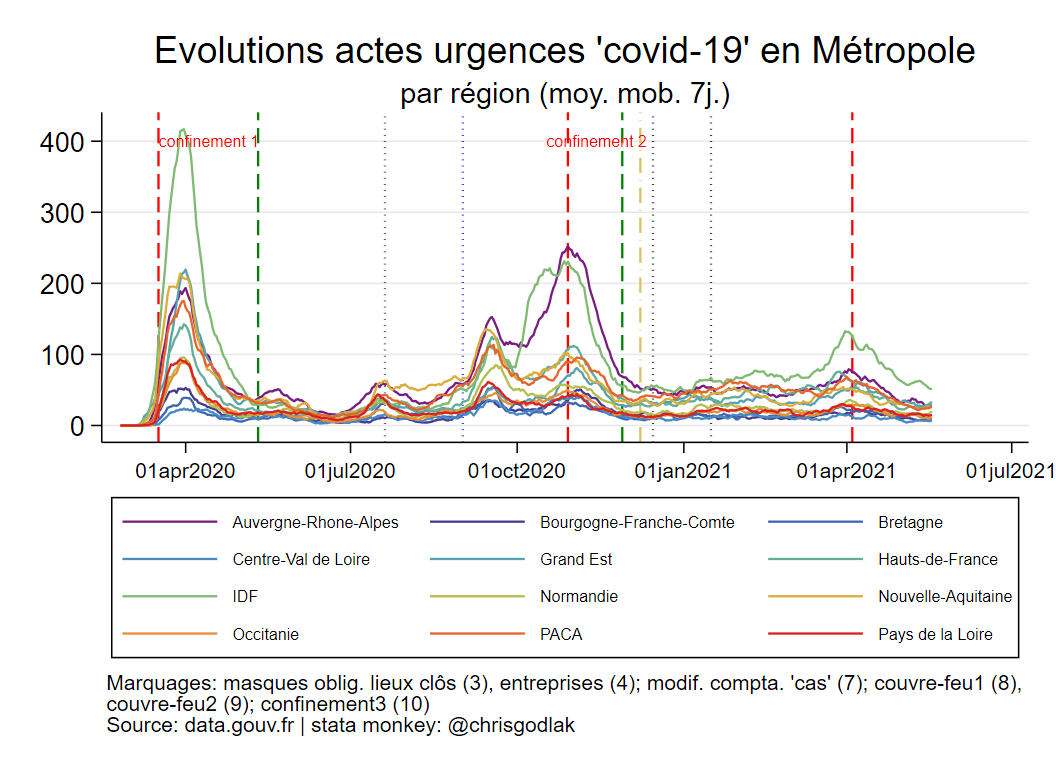 Evolutions actes urgences 'covid-19' en Métropole
par région (moy. mob. 7j.)
confinement 1
confinement 2
400
300
200
100
0
01apr2020
01jul2020
01oct2020
01jan2021
01apr2021
01jul2021
Auvergne-Rhone-Alpes
Bourgogne-Franche-Comte
Bretagne
Centre-Val de Loire
Grand Est
Hauts-de-France
IDF
Normandie
Nouvelle-Aquitaine
Occitanie
PACA
Pays de la Loire
Marquages: masques oblig. lieux clôs (3), entreprises (4); modif. compta. 'cas' (7); couvre-feu1 (8),
couvre-feu2 (9); confinement3 (10)
Source: data.gouv.fr | stata monkey: @chrisgodlak